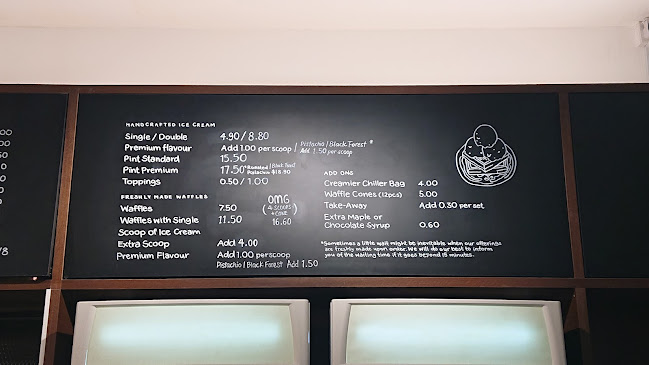 HANDCRAFTED ICE CREAM
Single / Double 4.90 / 8.80
Premium flavour Add 1.00 per scoop / Pistachio / Black Forest *
Add 1.50 per scoop
Pint Standard 15.50
Pint Premium 17.50 * Roasted / Black Forest
Pistachio $18.50
Toppings 0.50 / 1.00
FRESHLY MADE WAFFLES
Waffles 7.50
Waffles with Single 11.50
Scoop of Ice Cream
Extra Scoop Add 4.00
Premium Flavour Add 1.00 per scoop
Pistachio / Black Forest Add 1.50
OMG
(4 SCOOPS
+ CONE)
16.60
ADD ONS
Creamier Chiller Bag 4.00
Waffle Cones (12pcs) 5.00
Take-Away Add 0.30 per set
Extra Maple or
Chocolate Syrup 0.60
*Sometimes a little wait might be inevitable when our offerings
are freshly made upon order. We will do our best to inform
you of the waiting time if it goes beyond 15 minutes.